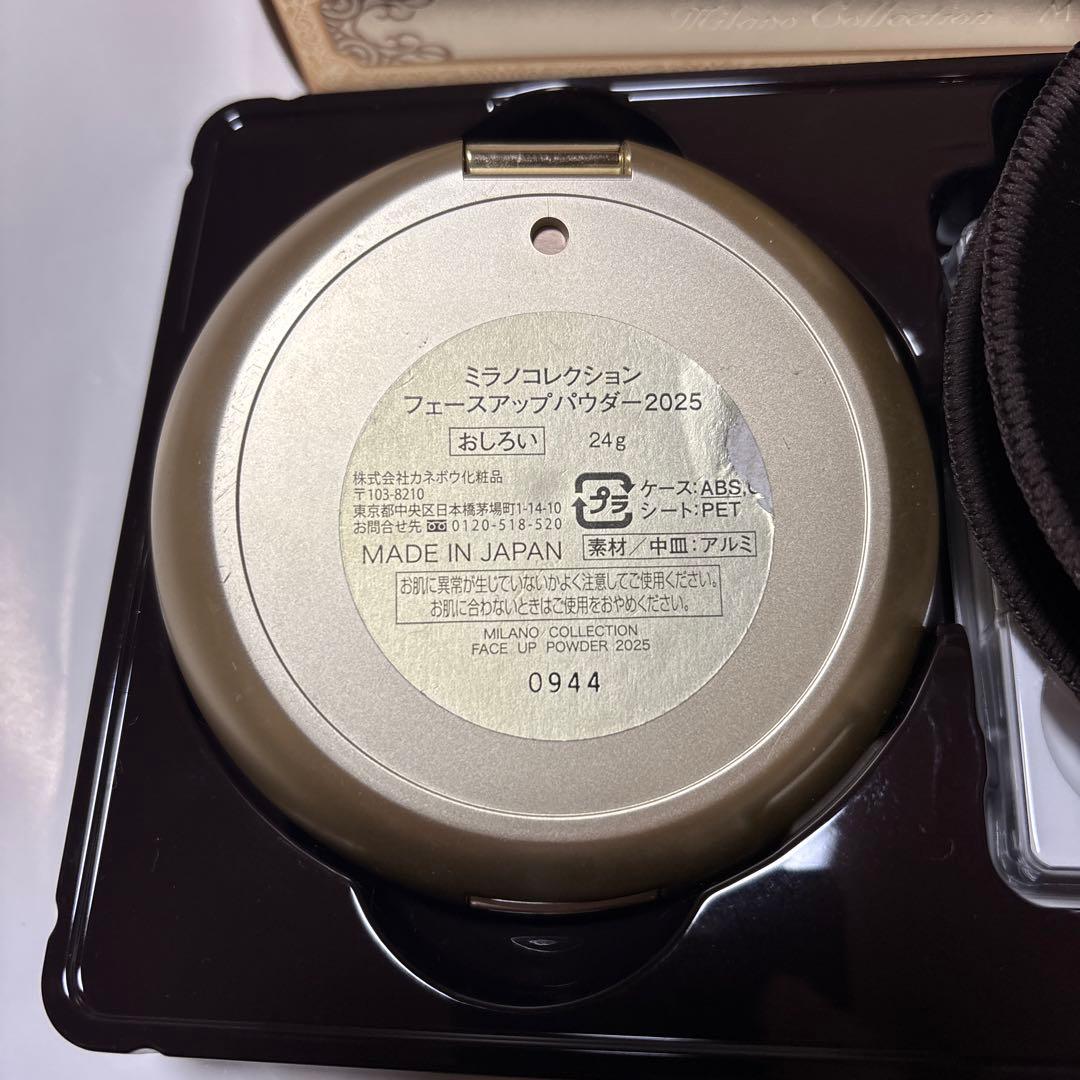 Milano Collection M
ミラノコレクション
フェースアップパウダー2025
おしろい 24g
株式会社カネボウ化粧品
〒103-8210
東京都中央区日本橋茅場町1-14-10
お問合せ先 0120-518-520
プラ ケース:ABS,
シート:PET
MADE IN JAPAN 素材/中皿:アルミ
お肌に異常が生じていないかよく注意してご使用ください。
お肌に合わないときはご使用をおやめください。
MILANO COLLECTION
FACE UP POWDER 2025
0944